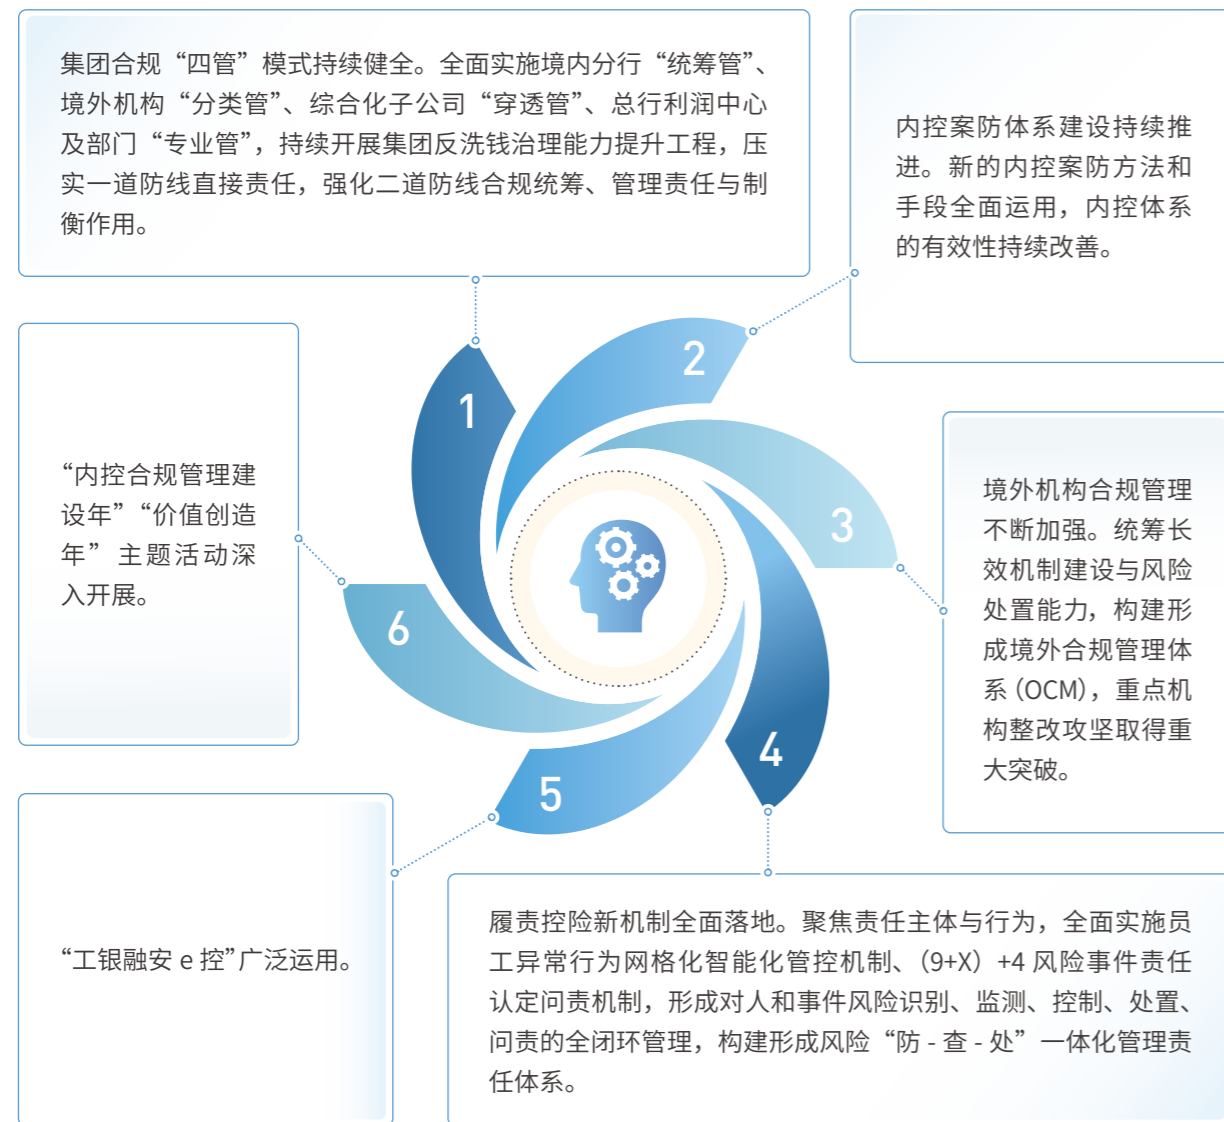 集团合规“四管”模式持续健全。全面实施境内分行“统筹管”、
境外机构“分类管”、综合化子公司“穿透管”、总行利润中心
及部门“专业管”，持续开展集团反洗钱治理能力提升工程，压
实一道防线直接责任，强化二道防线合规统筹、管理责任与制
衡作用。
内控案防体系建设持续推
进。新的内控案防方法和
手段全面运用，内控体系
的有效性持续改善。
境外机构合规管理
不断加强。统筹长
效机制建设与风险
处置能力，构建形
成境外合规管理体
系（OCM），重点机
构整改攻坚取得重
大突破。
履责控险新机制全面落地。聚焦责任主体与行为，全面实施员
工异常行为网格化智能化管控机制、（9+X）+4 风险事件责任
认定问责机制，形成对人和事件风险识别、监测、控制、处置、
问责的全闭环管理，构建形成风险“防 - 查 - 处”一体化管理责
任体系。
“工银融安 e 控”广泛运用。
“内控合规管理建
设年”“价值创造
年”主题活动深
入开展。
1
2
3
4
5
6